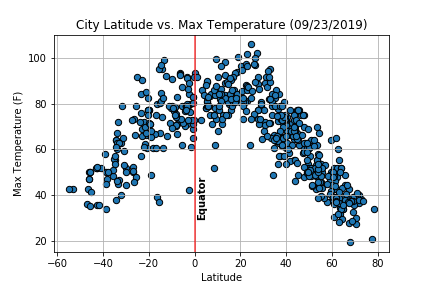 City Latitude vs. Max Temperature (09/23/2019)
Max Temperature (F)
100
80
60
40
20
Equator
−60 −40 −20 0 20 40 60 80
Latitude